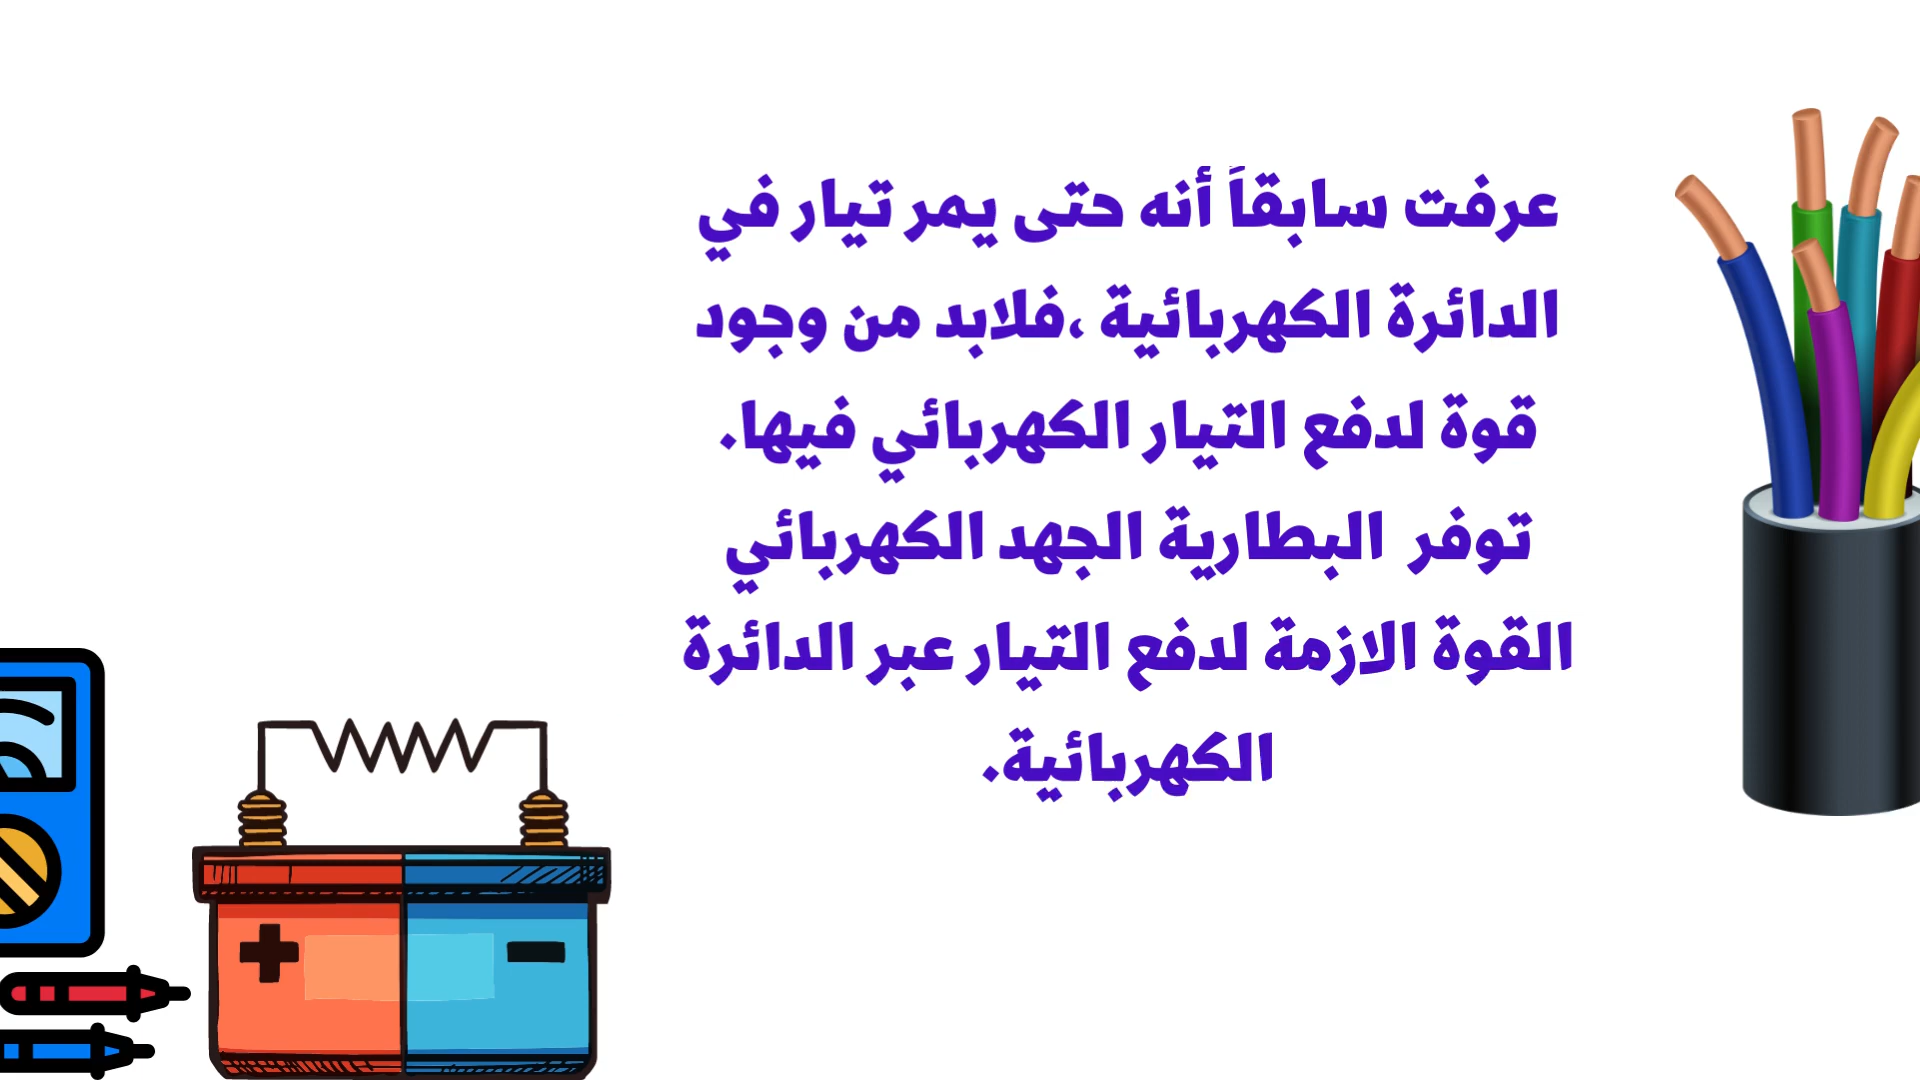 عرفت سابقاً أنه حتى يمر تيار في
الدائرة الكهربائية ،فلابد من وجود
قوة لدفع التيار الكهربائي فيها.
توفر البطارية الجهد الكهربائي
القوة الازمة لدفع التيار عبر الدائرة
الكهربائية.